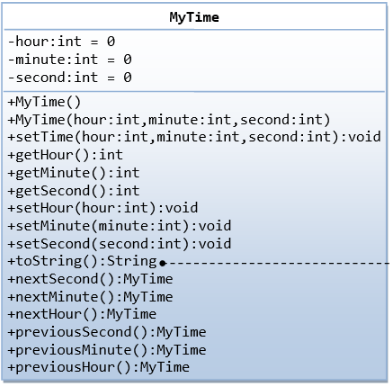 MyTime
-hour:int = 0
-minute:int = 0
-second:int = 0
+MyTime()
+MyTime(hour:int,minute:int,second:int)
+setTime(hour:int,minute:int,second:int):void
+getHour():int
+getMinute():int
+getSecond():int
+setHour(hour:int):void
+setMinute(minute:int):void
+setSecond(second:int):void
+toString():String
+nextSecond():MyTime
+nextMinute():MyTime
+nextHour():MyTime
+previousSecond():MyTime
+previousMinute():MyTime
+previousHour():MyTime